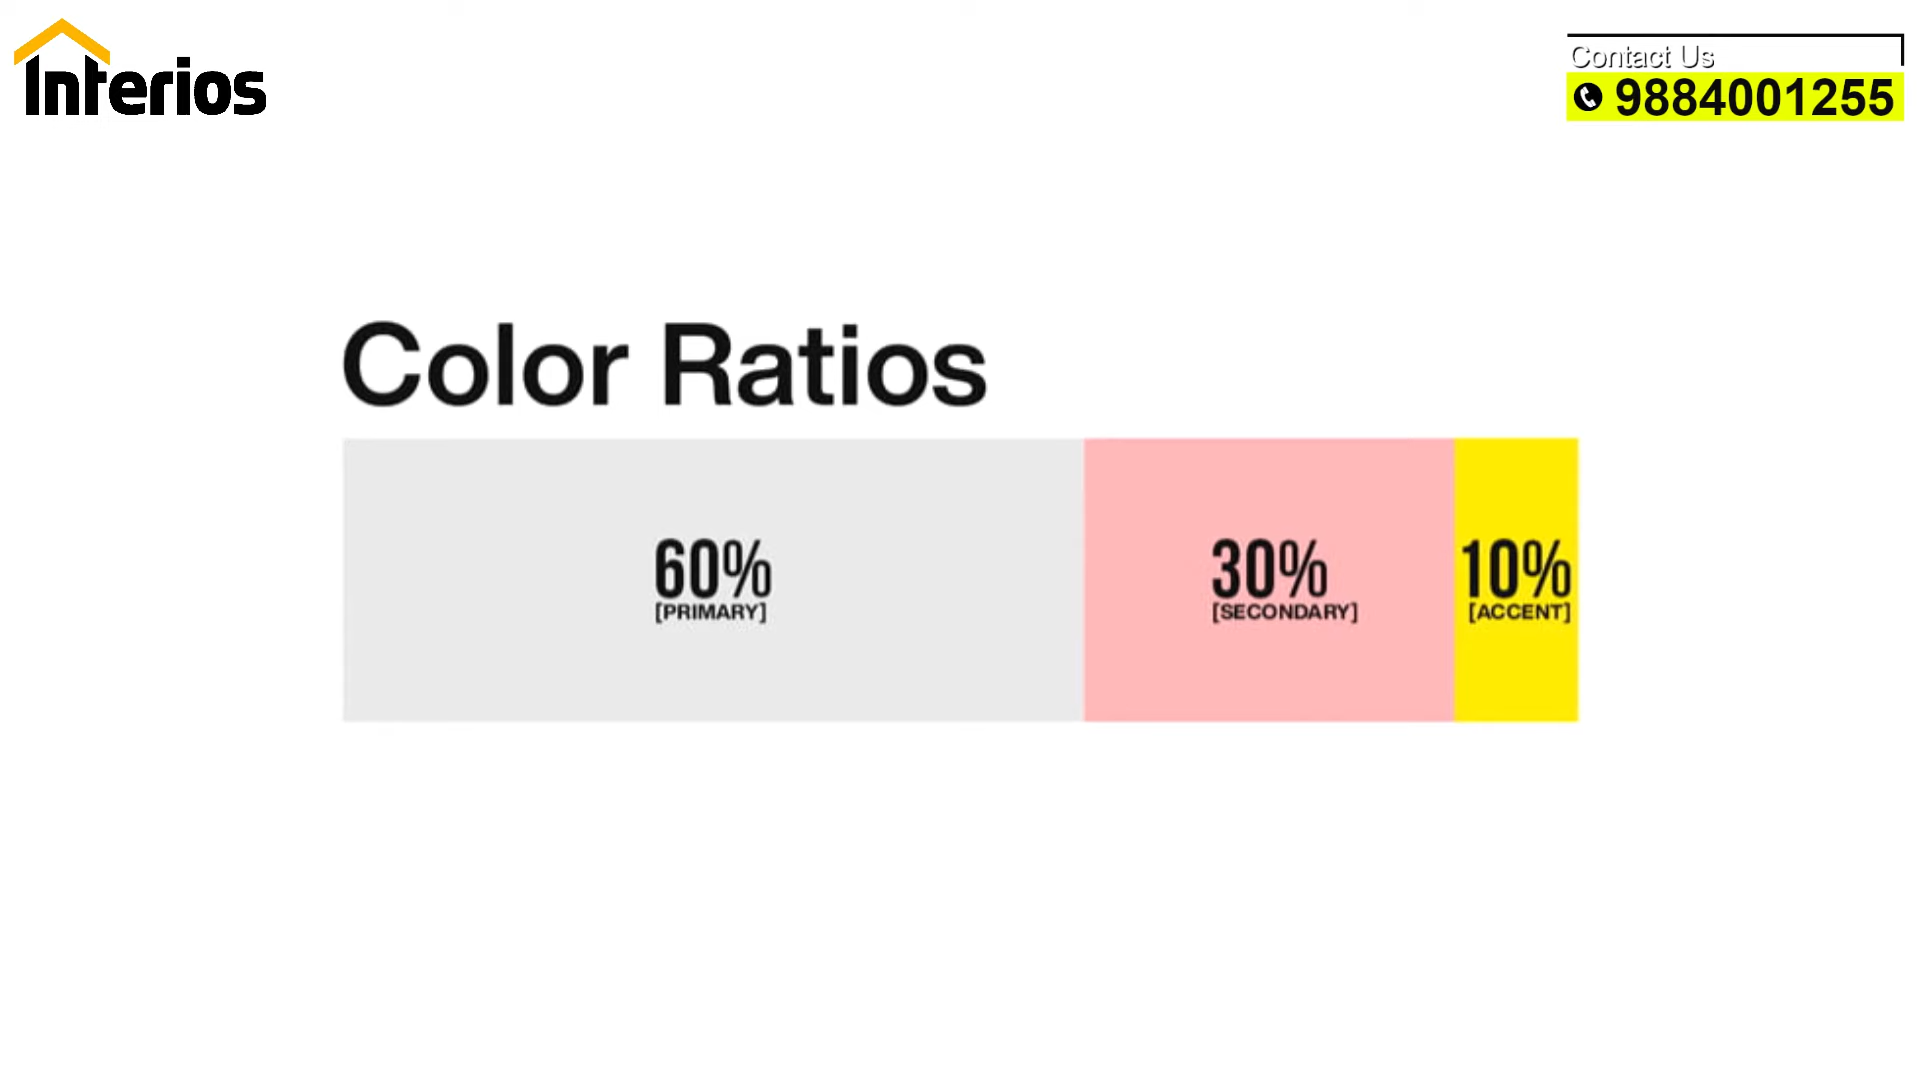 Interios
Contact Us
9884001255
Color Ratios
60%
[PRIMARY]
30%
[SECONDARY]
10%
[ACCENT]